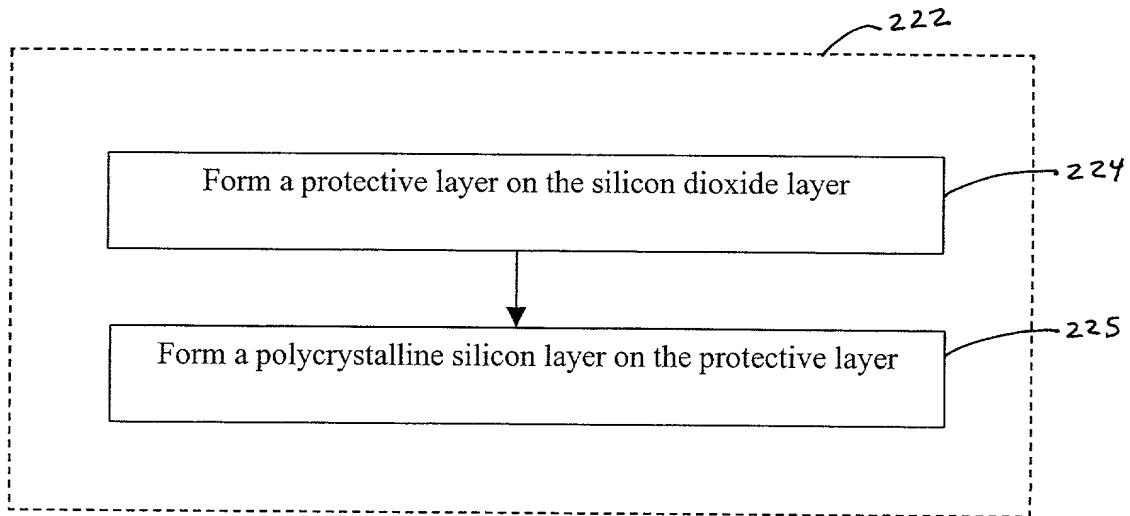 222
Form a protective layer on the silicon dioxide layer
224
Form a polycrystalline silicon layer on the protective layer
225